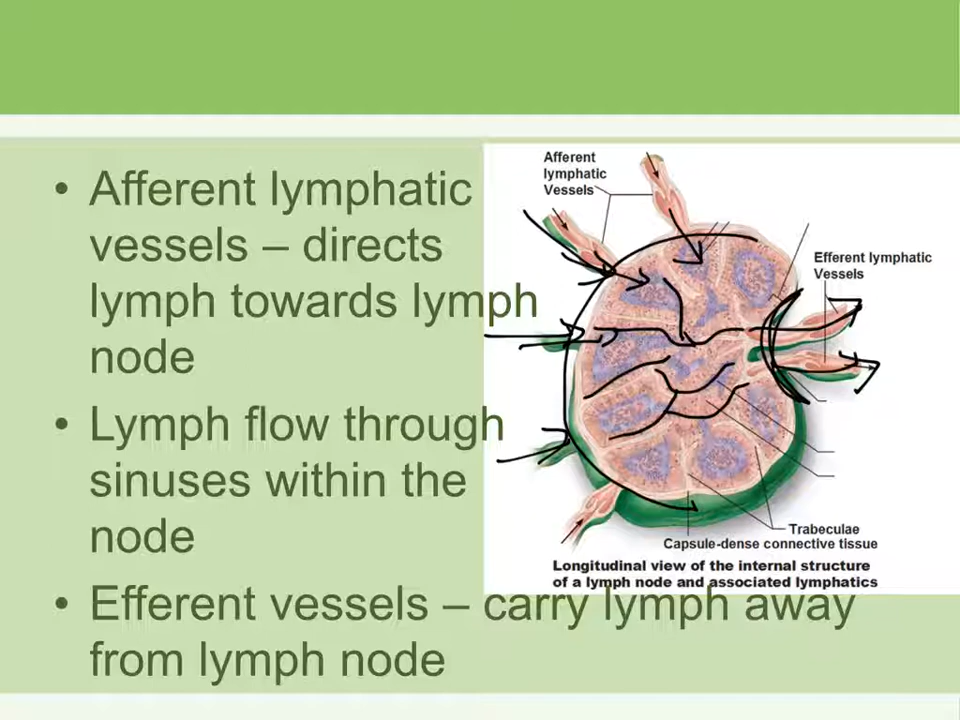 • Afferent lymphatic
vessels – directs
lymph towards lymph
node
• Lymph flow through
sinuses within the
node
• Efferent vessels – carry lymph away
from lymph node
Afferent
lymphatic
Vessels
Efferent lymphatic
Vessels
Trabeculae
Capsule-dense connective tissue
Longitudinal view of the internal structure
of a lymph node and associated lymphatics